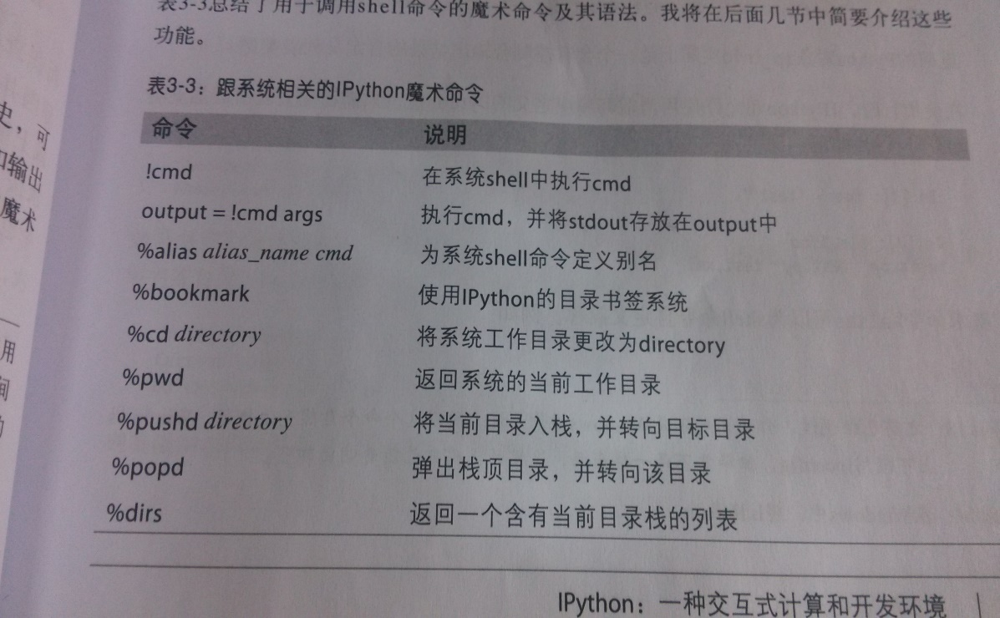 表3-3总结了用于调用shell命令的魔术命令及其语法。我将在后面几节中简要介绍这些
功能。
表3-3：跟系统相关的IPython魔术命令
命令 说明
!cmd 在系统shell中执行cmd
output = !cmd args 执行cmd，并将stdout存放在output中
%alias alias_name cmd 为系统shell命令定义别名
%bookmark 使用IPython的目录书签系统
%cd directory 将系统工作目录更改为directory
%pwd 返回系统的当前工作目录
%pushd directory 将当前目录入栈，并转向目标目录
%popd 弹出栈顶目录，并转向该目录
%dirs 返回一个含有当前目录栈的列表
IPython：一种交互式计算和开发环境
史，可
输出
魔术
用